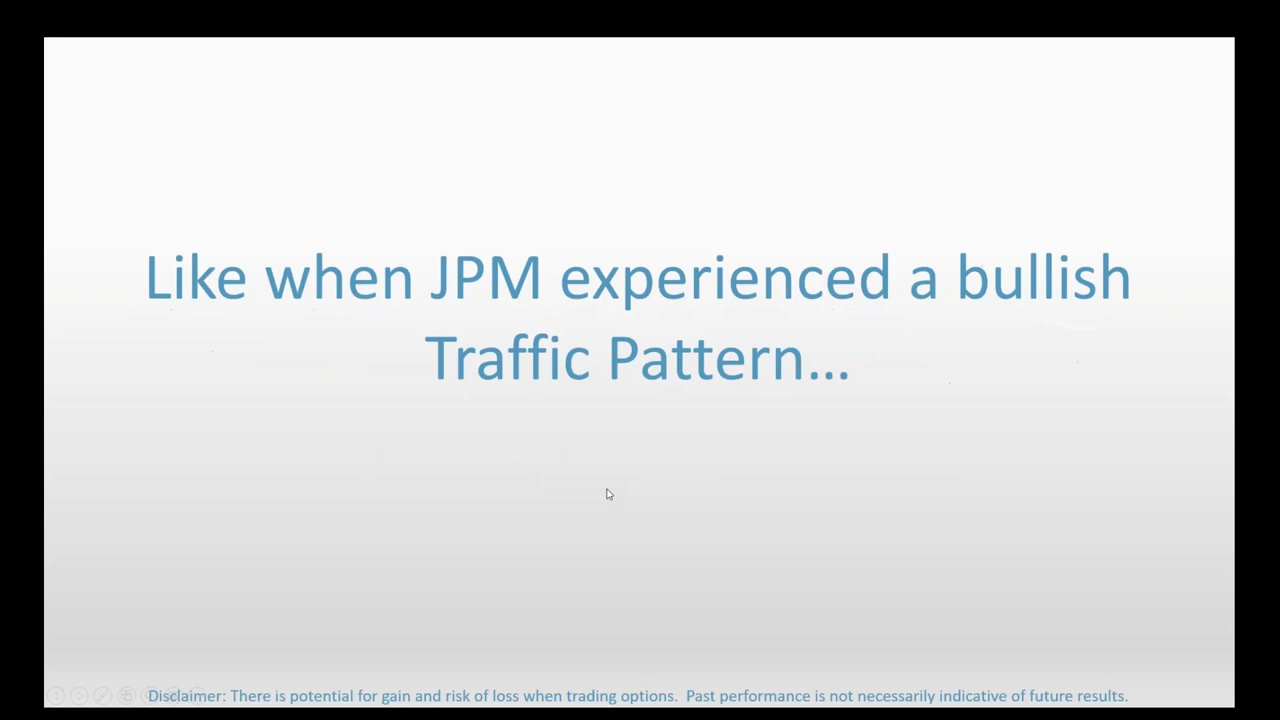 Like when JPM experienced a bullish
Traffic Pattern...
Disclaimer: There is potential for gain and risk of loss when trading options.  Past performance is not necessarily indicative of future results.